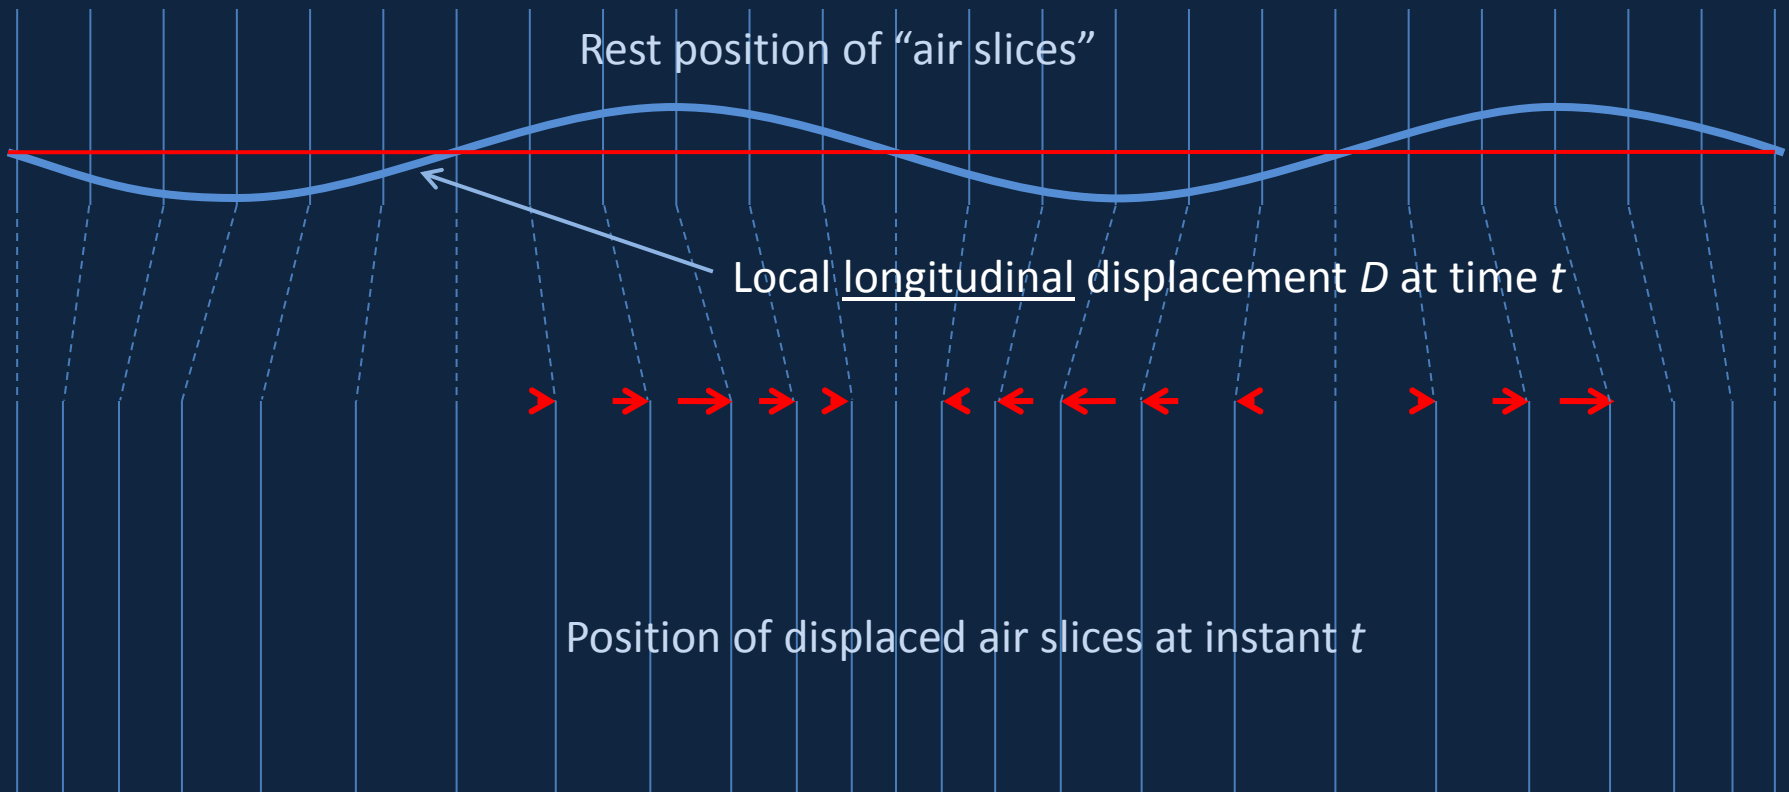 Rest position of “air slices”
Local longitudinal displacement D at time t
Position of displaced air slices at instant t